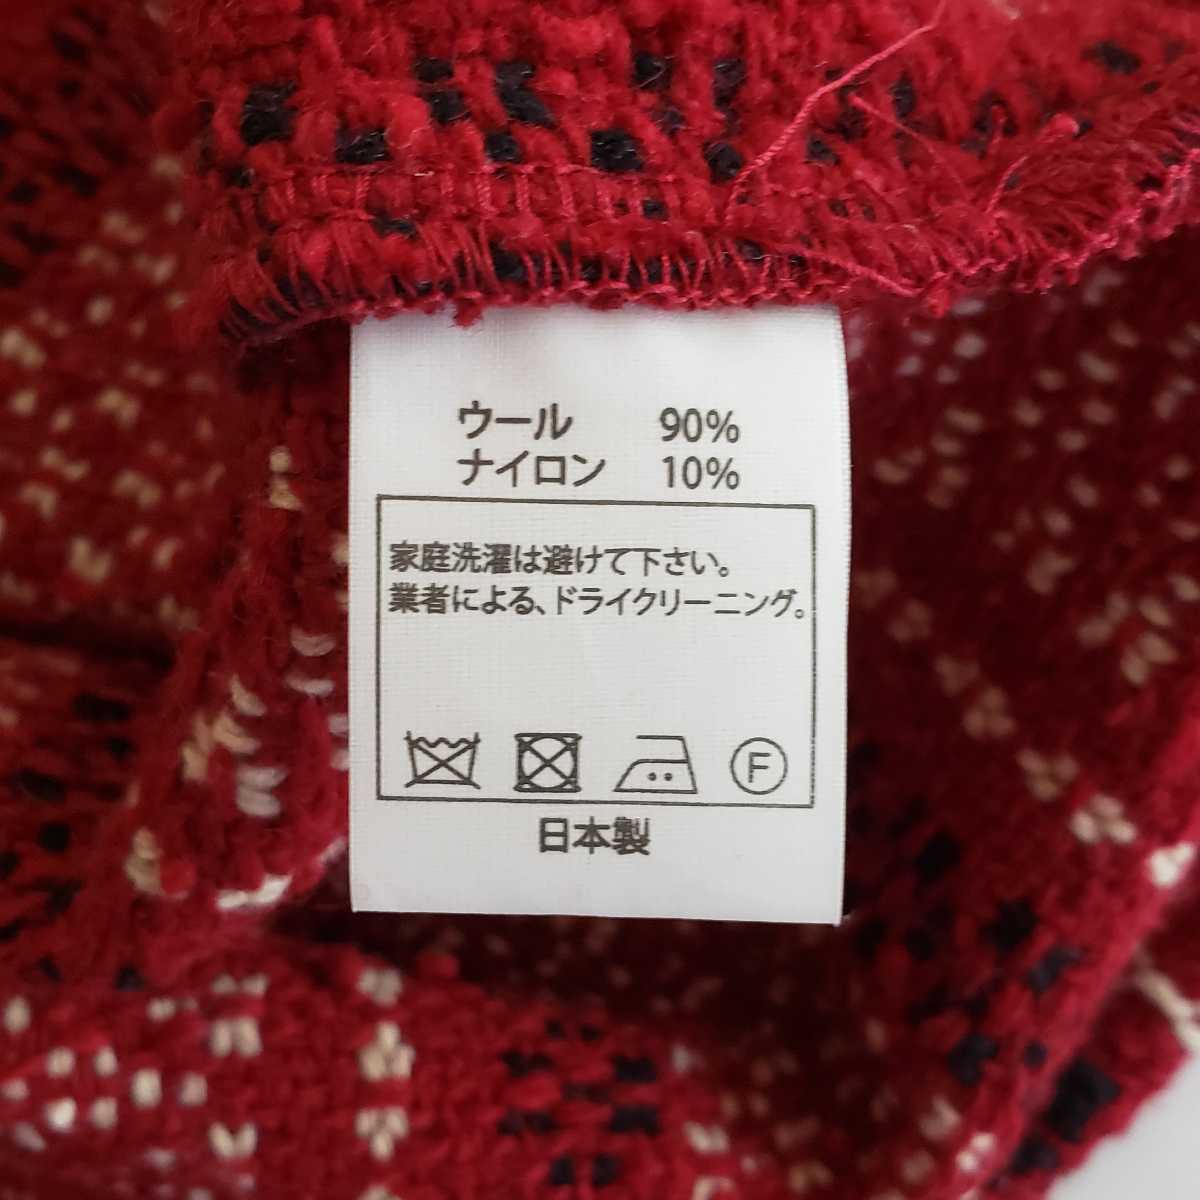 ウール 90%
ナイロン 10%
家庭洗濯は避けて下さい。
業者による、ドライクリーニング。
F
日本製